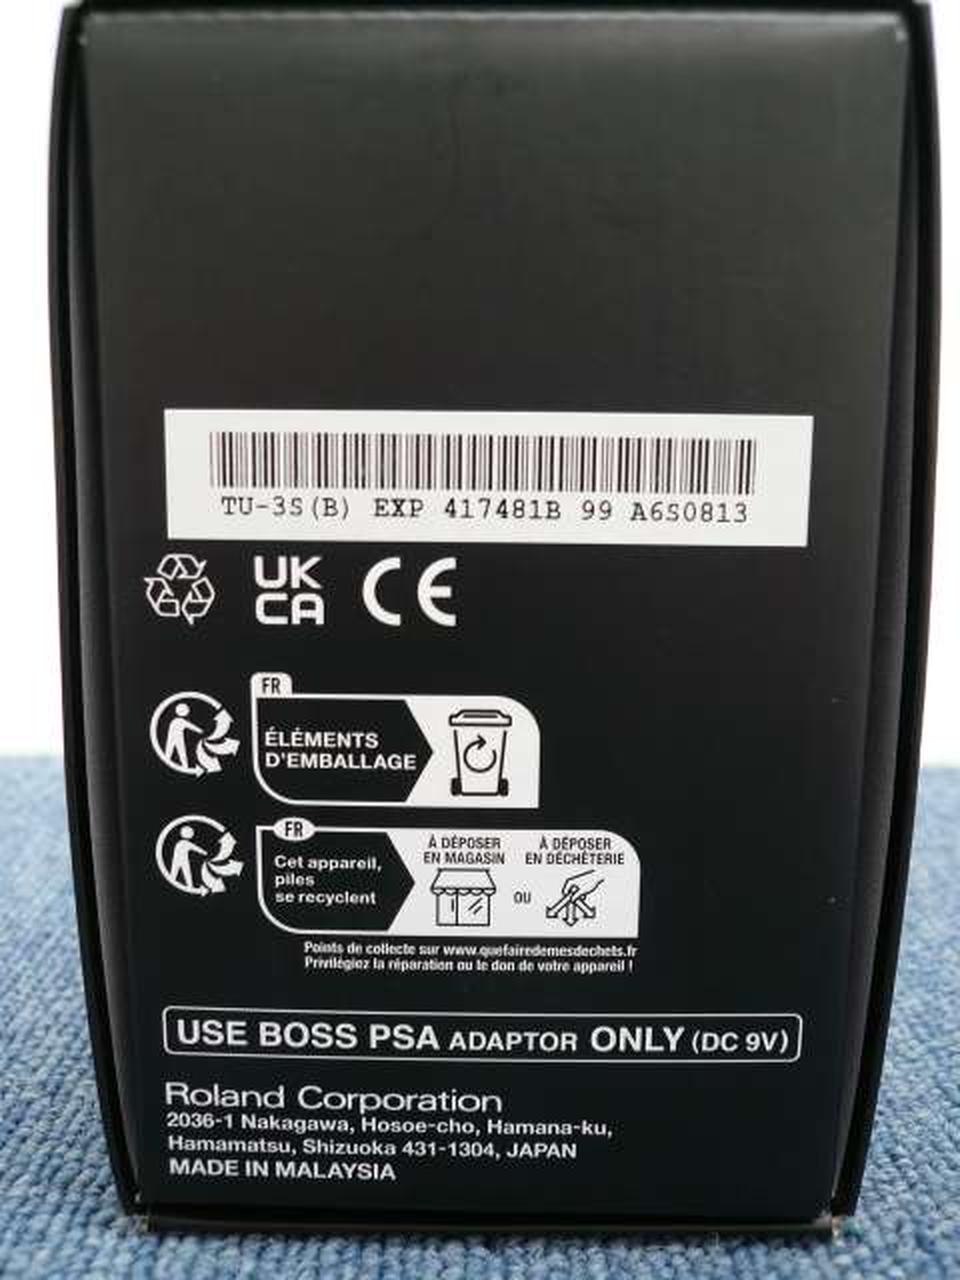 TU-3S(B) EXP 417481B 99 A6S0813
UK
CA CE
FR
ÉLÉMENTS
D'EMBALLAGE
FR
Cet appareil,
piles
se recyclent
À DÉPOSER
EN MAGASIN
OU
À DÉPOSER
EN DÉCHÈTERIE
Points de collecte sur www.quefairedemesdechets.fr
Privilégiez la réparation ou le don de votre appareil !
USE BOSS PSA ADAPTOR ONLY (DC 9V)
Roland Corporation
2036-1 Nakagawa, Hosoe-cho, Hamana-ku,
Hamamatsu, Shizuoka 431-1304, JAPAN
MADE IN MALAYSIA